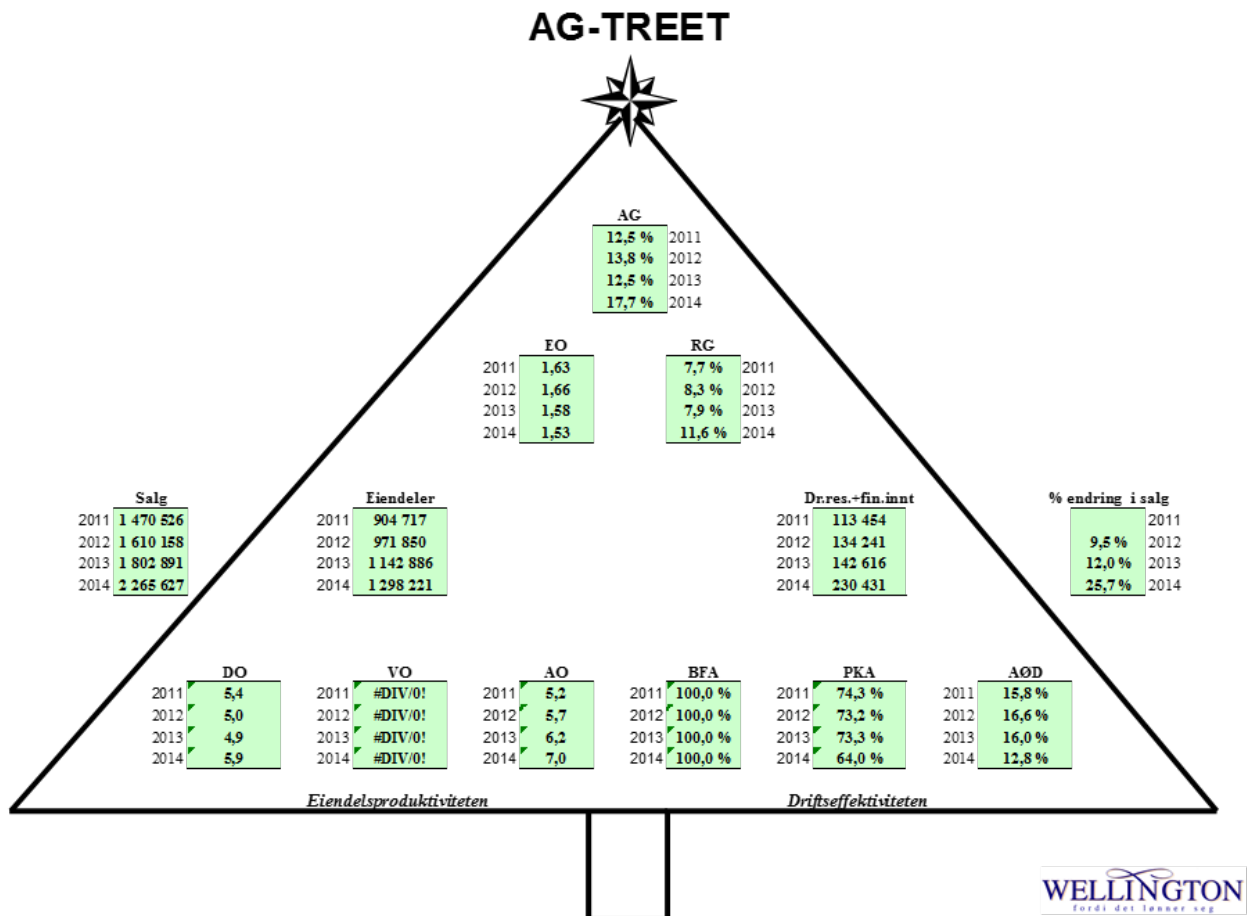 AG-TREET
AG
12,5 % 2011
13,8 % 2012
12,5 % 2013
17,7 % 2014
EO RG
2011 1,63 7,7 % 2011
2012 1,66 8,3 % 2012
2013 1,58 7,9 % 2013
2014 1,53 11,6 % 2014
Salg Eiendeler Dr.res.+fin.innt % endring i salg
2011 1 470 526 2011 904 717 2011 113 454 2011
2012 1 610 158 2012 971 850 2012 134 241 9,5 % 2012
2013 1 802 891 2013 1 142 886 2013 142 616 12,0 % 2013
2014 2 265 627 2014 1 298 221 2014 230 431 25,7 % 2014
DO VO AO BFA PKA AØD
2011 5,4 2011 #DIV/0! 2011 5,2 2011 100,0 % 2011 74,3 % 2011 15,8 %
2012 5,0 2012 #DIV/0! 2012 5,7 2012 100,0 % 2012 73,2 % 2012 16,6 %
2013 4,9 2013 #DIV/0! 2013 6,2 2013 100,0 % 2013 73,3 % 2013 16,0 %
2014 5,9 2014 #DIV/0! 2014 7,0 2014 100,0 % 2014 64,0 % 2014 12,8 %
Eiendelsproduktiviteten Driftseffektiviteten
WELLINGTON
fordi det lønner seg